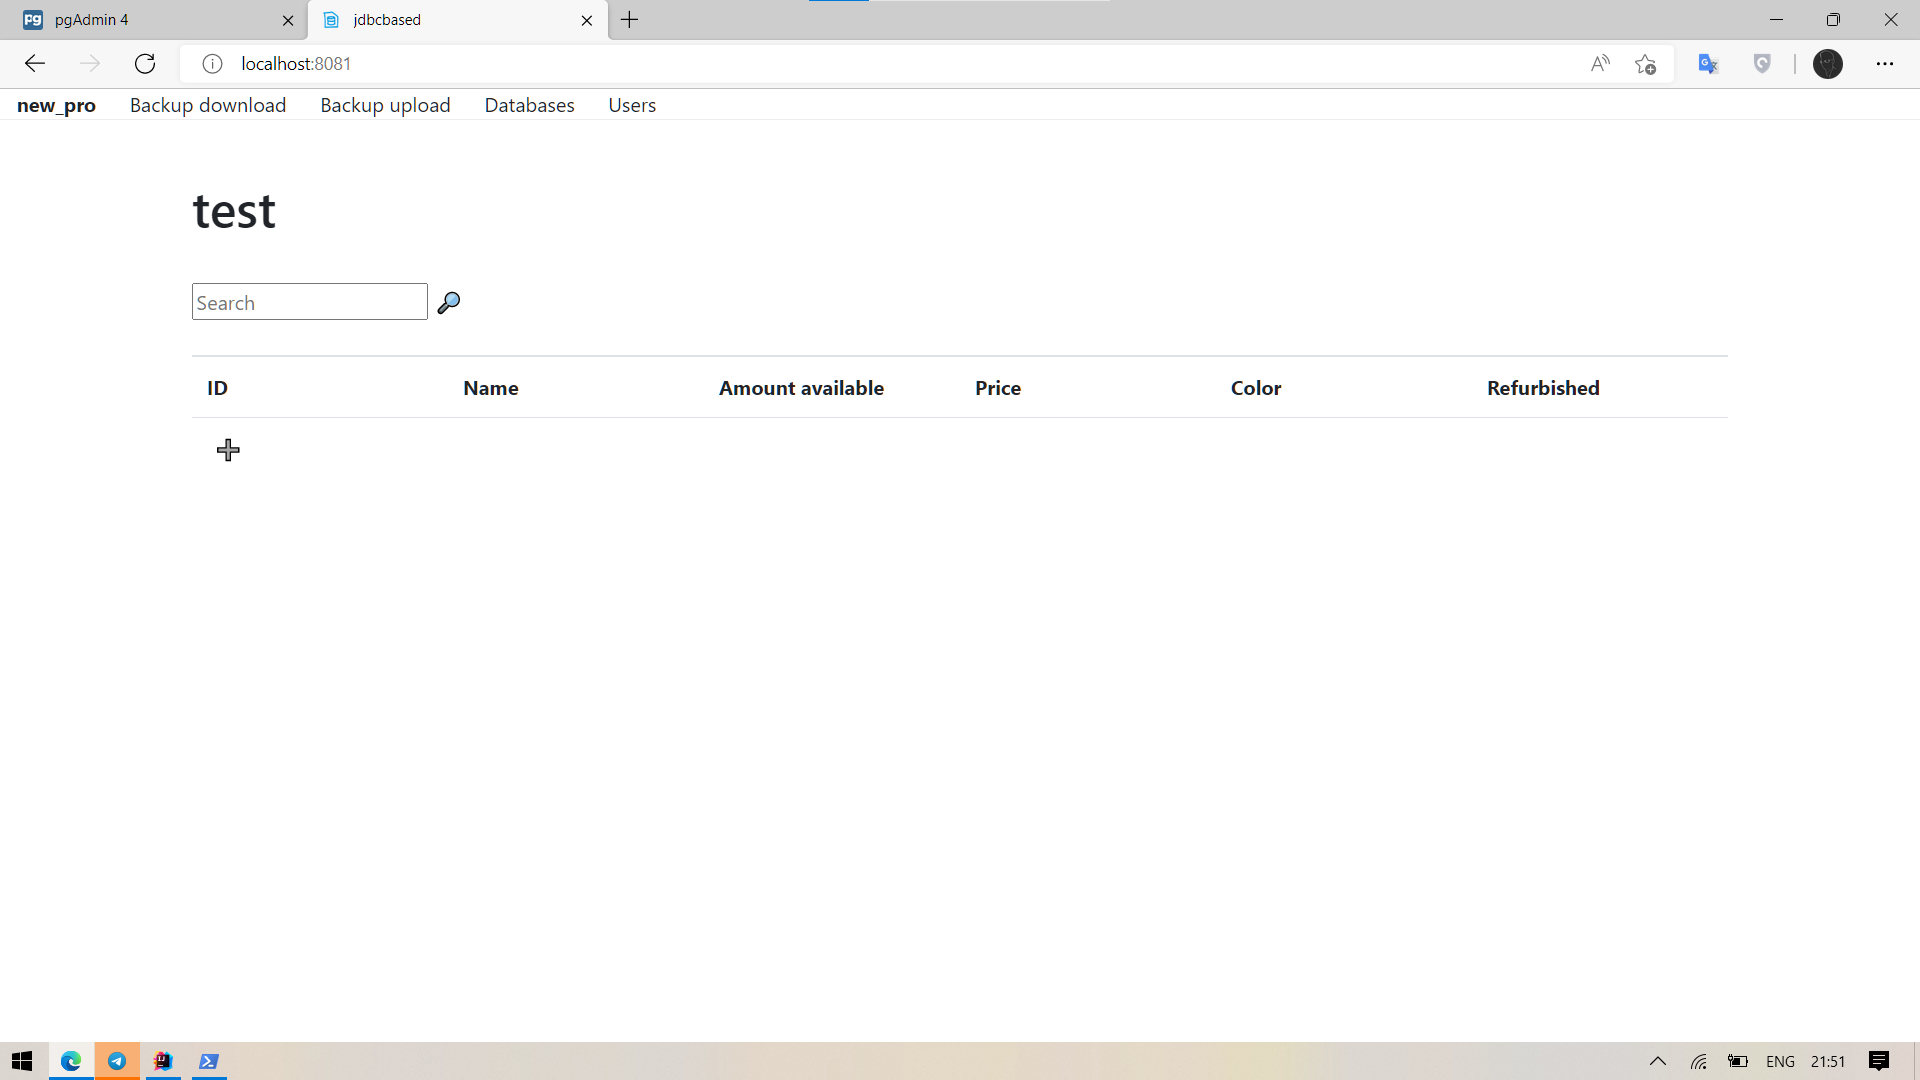 pgAdmin 4
jdbcbased
localhost:8081
new_pro Backup download Backup upload Databases Users
test
Search
ID Name Amount available Price Color Refurbished
ENG 21:51